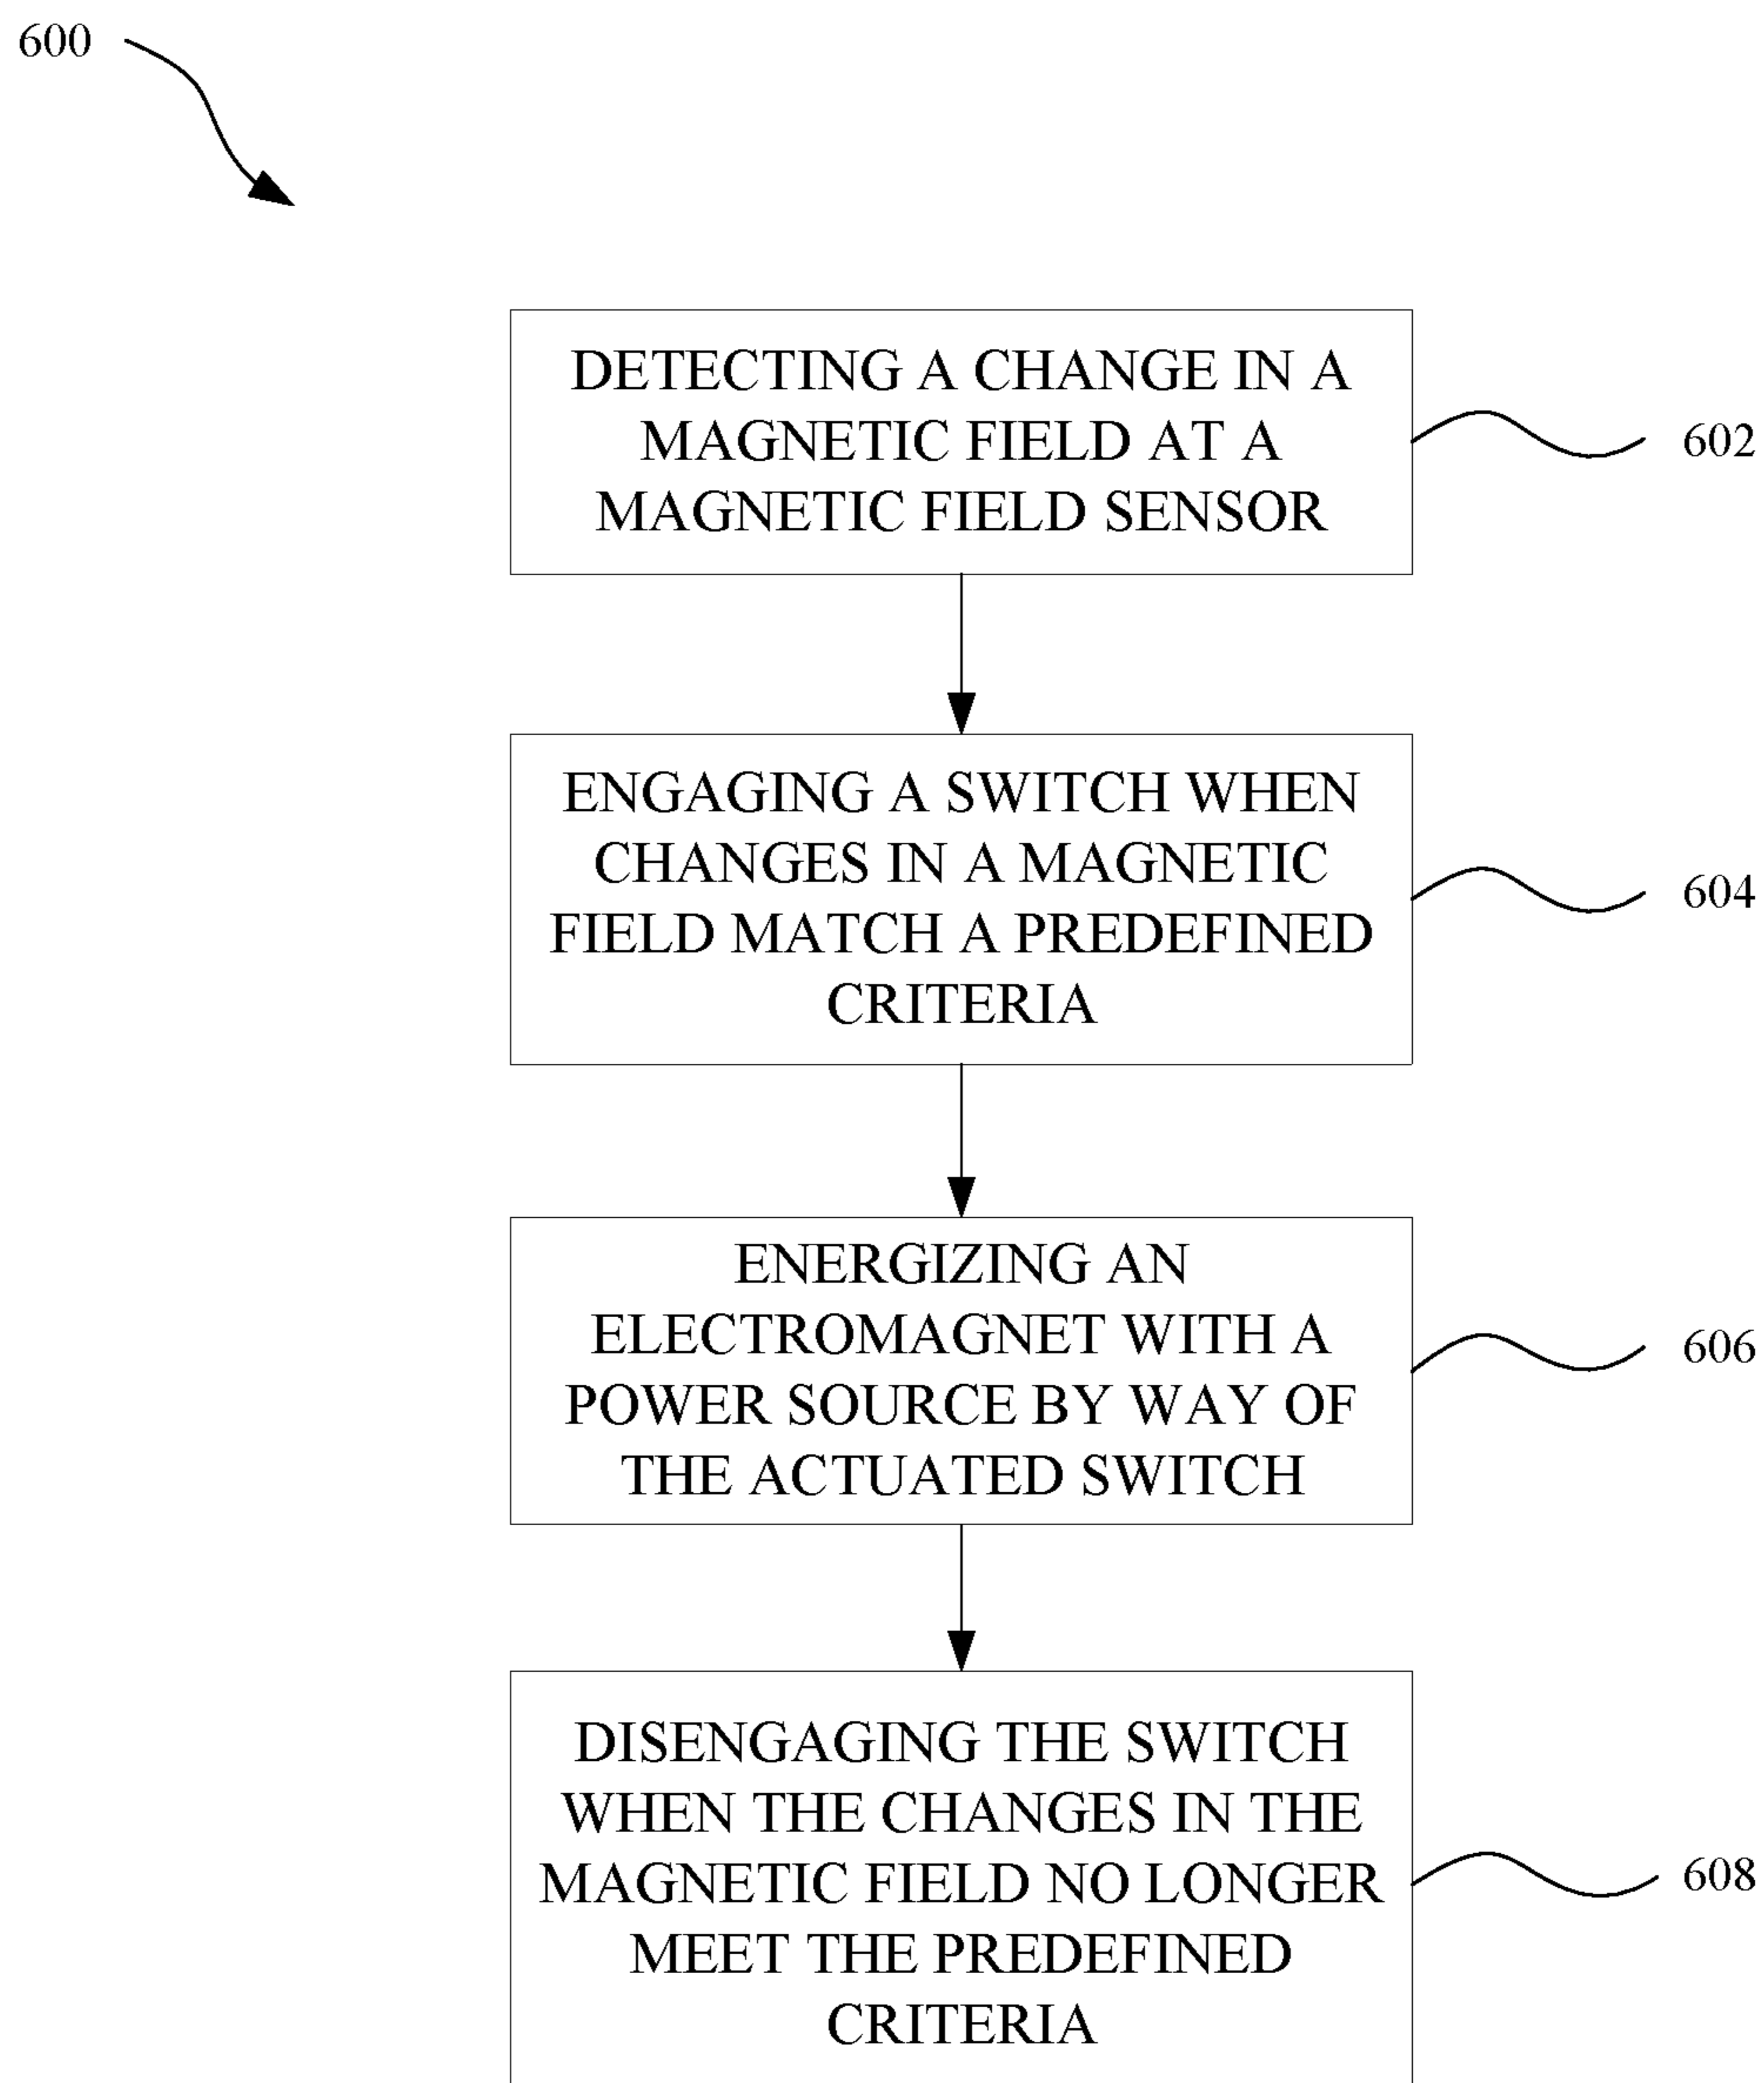 600
DETECTING A CHANGE IN A
MAGNETIC FIELD AT A
MAGNETIC FIELD SENSOR
602
ENGAGING A SWITCH WHEN
CHANGES IN A MAGNETIC
FIELD MATCH A PREDEFINED
CRITERIA
604
ENERGIZING AN
ELECTROMAGNET WITH A
POWER SOURCE BY WAY OF
THE ACTUATED SWITCH
606
DISENGAGING THE SWITCH
WHEN THE CHANGES IN THE
MAGNETIC FIELD NO LONGER
MEET THE PREDEFINED
CRITERIA
608